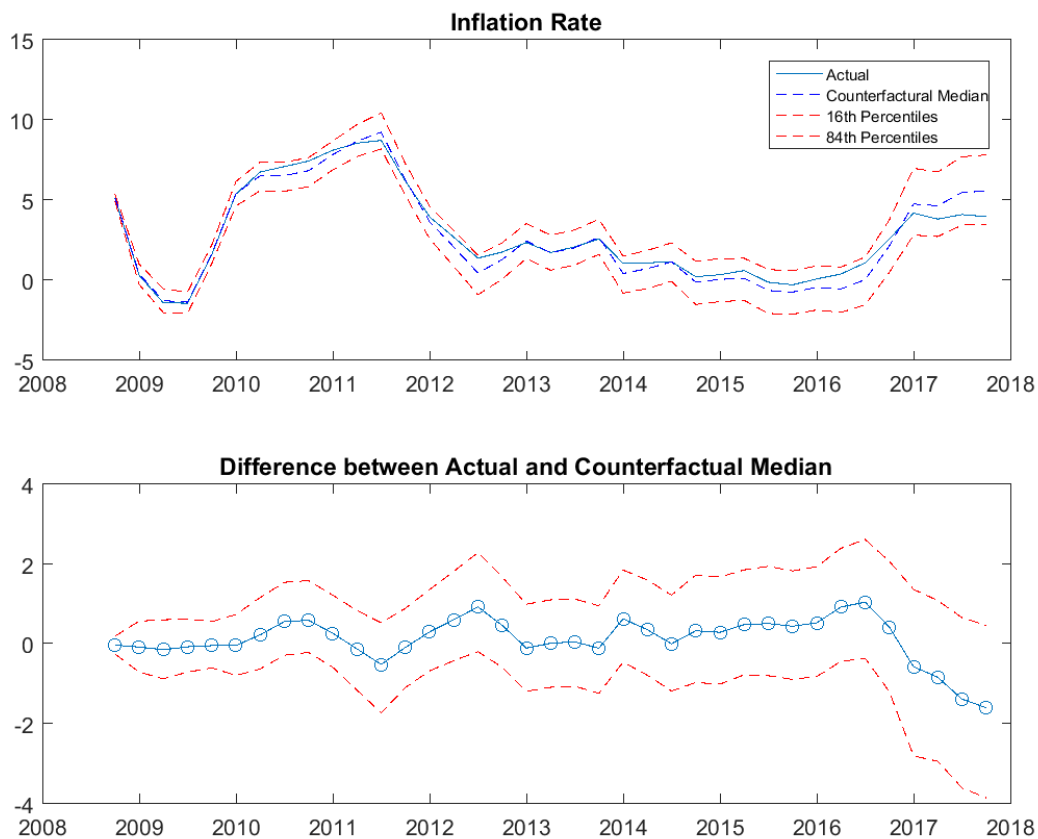 Inflation Rate
15
10
5
0
-5
Actual
Counterfactural Median
16th Percentiles
84th Percentiles
2008 2009 2010 2011 2012 2013 2014 2015 2016 2017 2018
Difference between Actual and Counterfactual Median
4
2
0
-2
-4
2008 2009 2010 2011 2012 2013 2014 2015 2016 2017 2018